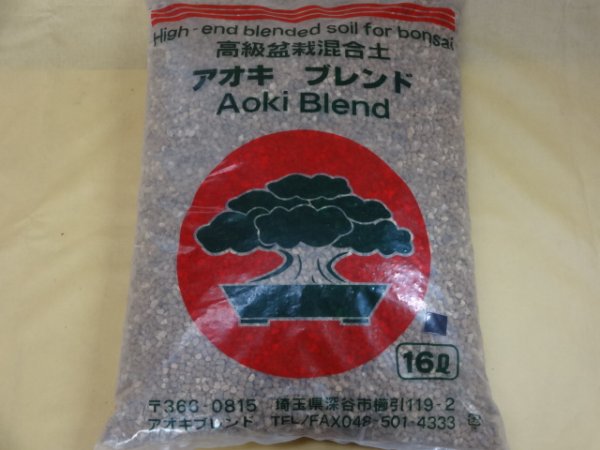 High-end blended soil for bonsai
高級盆栽混合土
アオキ ブレンド
Aoki Blend
16ℓ
〒366-0815 埼玉県深谷市櫛引119-2
アオキブレンド TEL/FAX048-501-4333